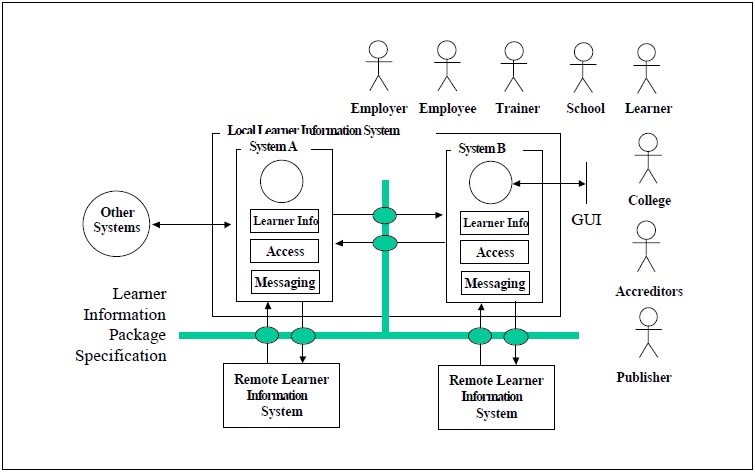 Employer
Employee
Trainer
School
Learner
Local Learner Information System
System A
System B
College
Other
Systems
Learner Info
Learner Info
GUI
Access
Access
Messaging
Messaging
Accreditors
Learner
Information
Package
Specification
Publisher
Remote Learner
Information
System
Remote Learner
Information
System